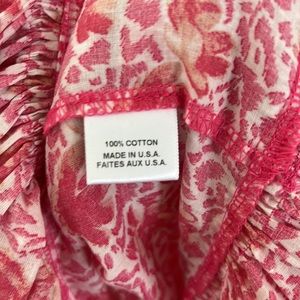 100% COTTON
MADE IN U.S.A.
FAITES AUX U.S.A.